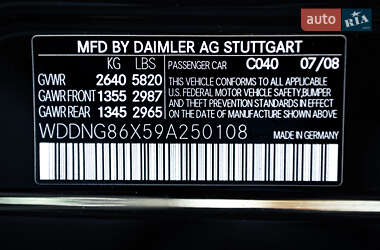 auto RIA.com
MFD BY DAIMLER AG STUTTGART
KG LBS PASSENGER CAR C040 07/08
GVWR 2640 5820
GAWR FRONT 1355 2987
GAWR REAR 1345 2965
THIS VEHICLE CONFORMS TO ALL APPLICABLE
U.S. FEDERAL MOTOR VEHICLE SAFETY, BUMPER
AND THEFT PREVENTION STANDARDS IN EFFECT
ON THE DATE OF MANUFACTURE SHOWN ABOVE
WDDNG86X59A250108
MADE IN GERMANY